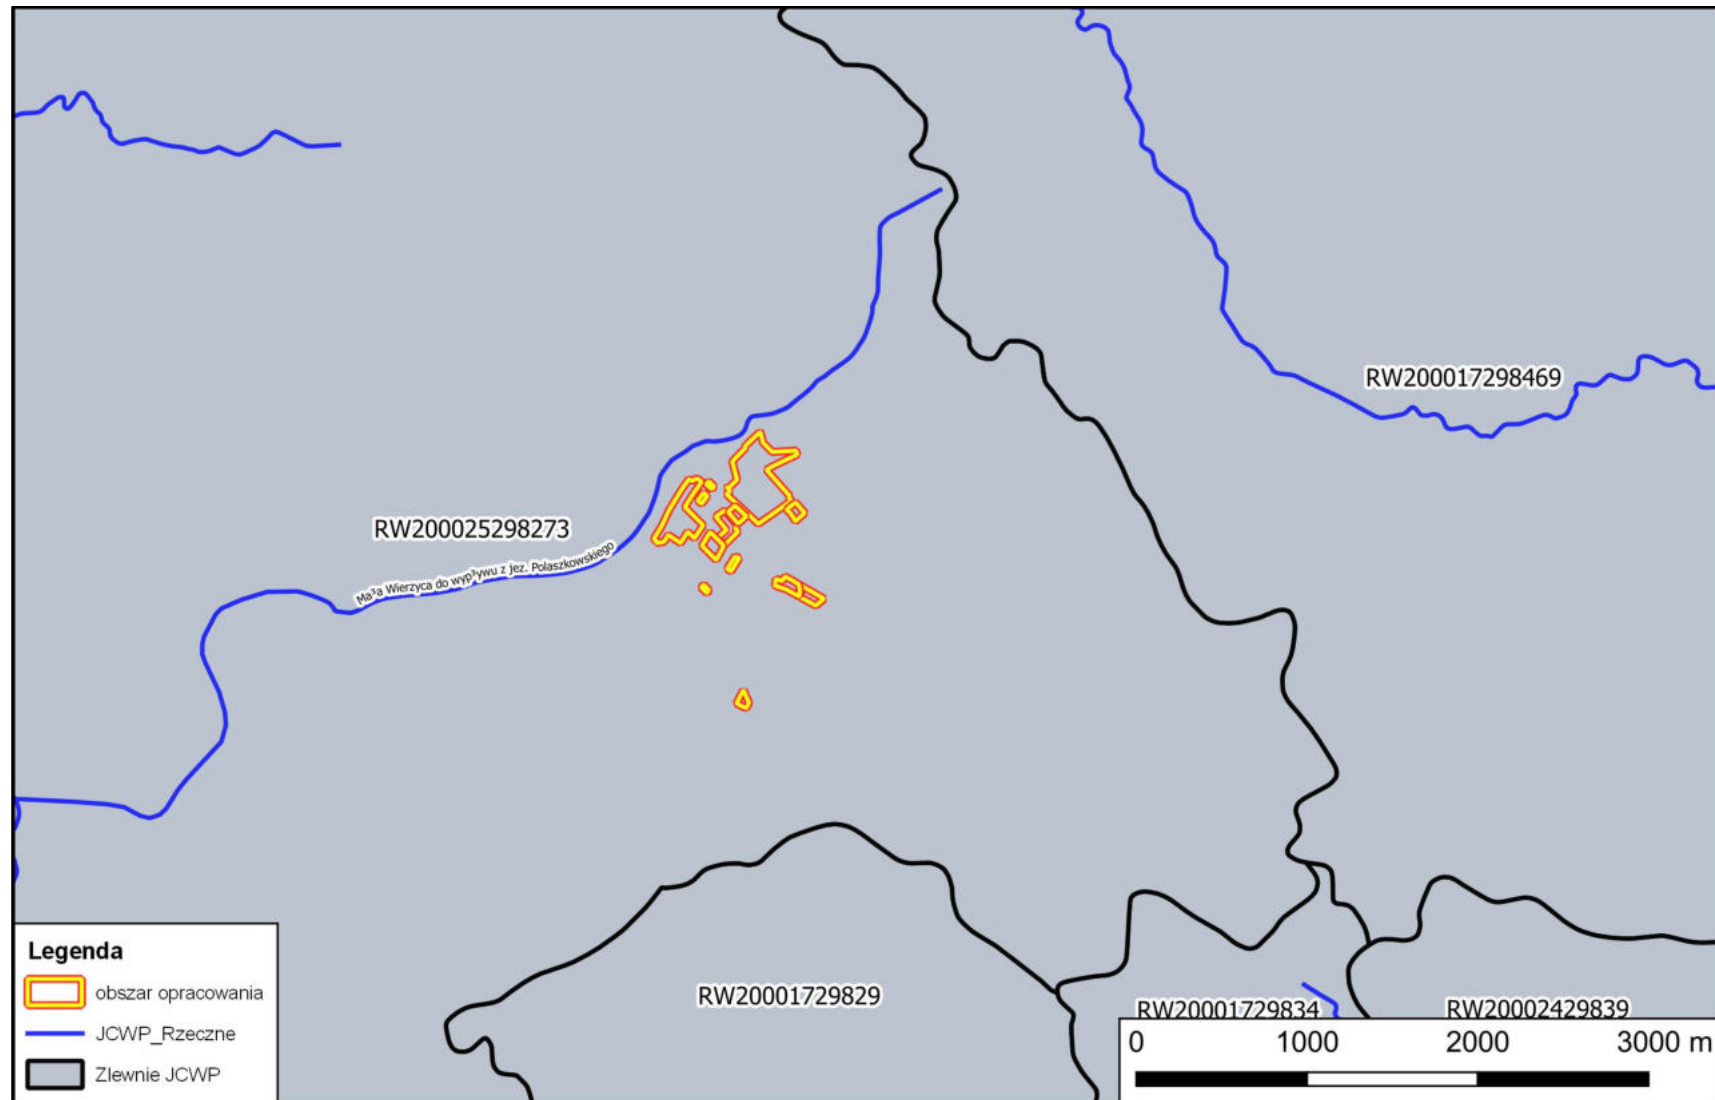 RW200017298469
RW200025298273
Ma³a Wierzyca do wyp³ywu z jez. Polaszkowskiego
RW20001729829
RW20001729834
RW20002429839
Legenda
obszar opracowania
JCWP_Rzeczne
Zlewnie JCWP
0 1000 2000 3000 m